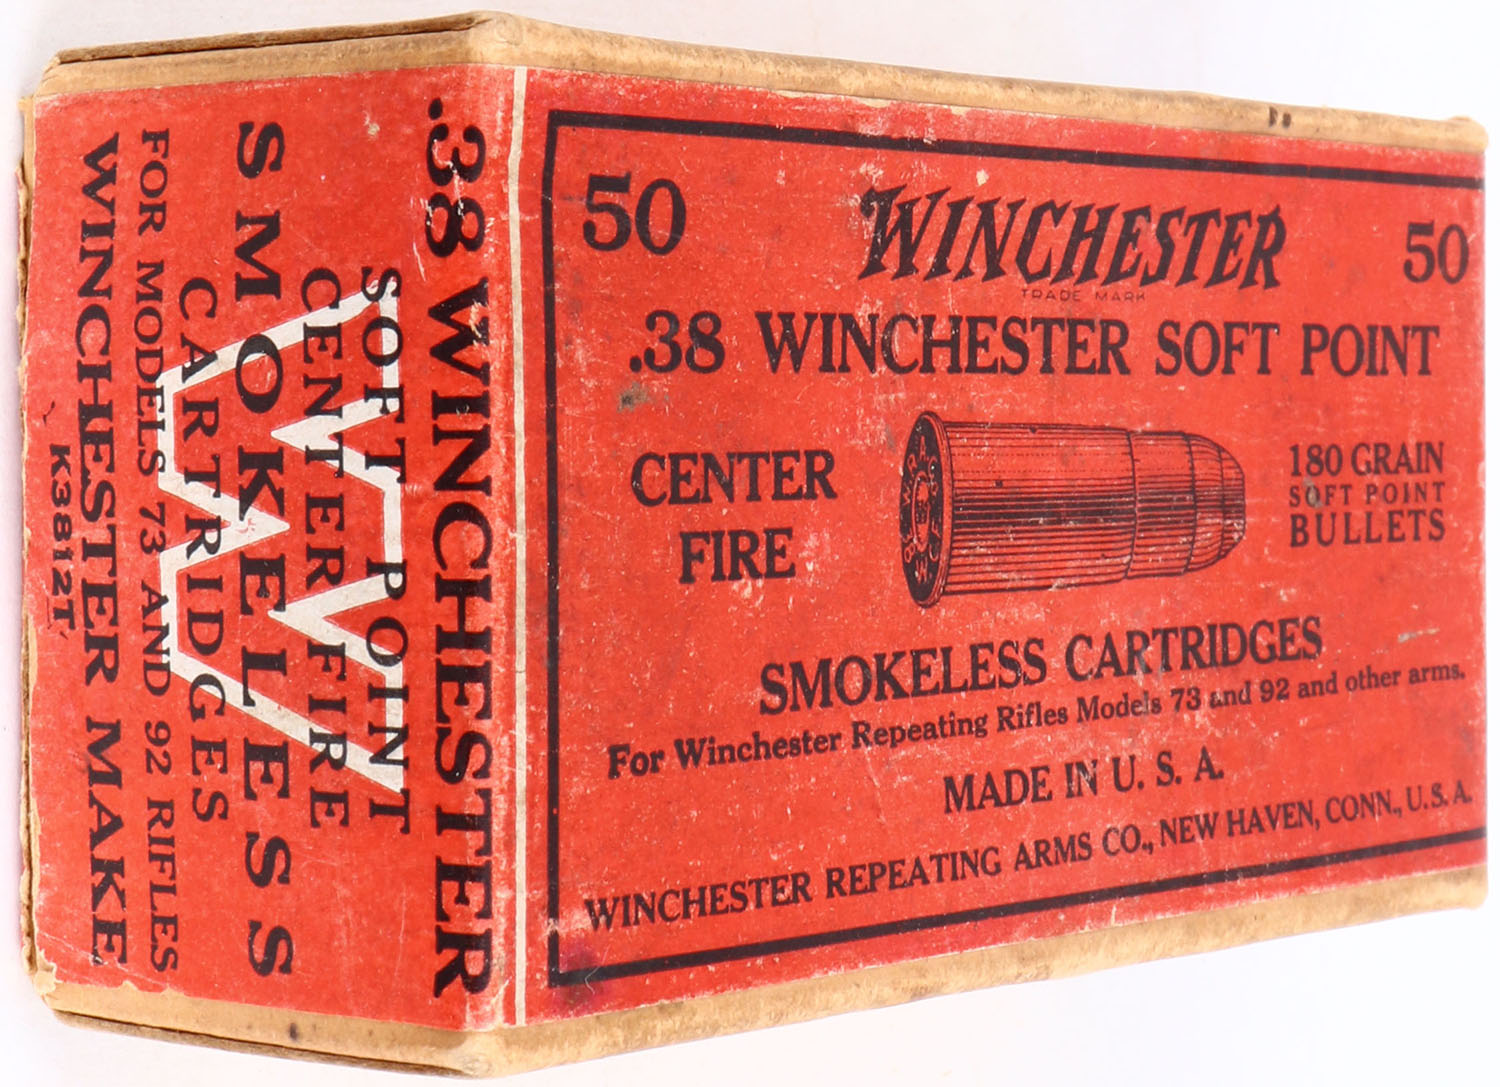 50 WINCHESTER 50
TRADE MARK
.38 WINCHESTER SOFT POINT
CENTER
FIRE
180 GRAIN
SOFT POINT
BULLETS
SMOKELESS CARTRIDGES
For Winchester Repeating Rifles Models 73 and 92 and other arms.
MADE IN U. S. A.
WINCHESTER REPEATING ARMS CO., NEW HAVEN, CONN., U. S. A.
.38 WINCHESTER
SOFT POINT
CENTER FIRE
SMOKELESS
CARTRIDGES
FOR MODELS 73 AND 92 RIFLES
WINCHESTER MAKE
K3812T
W